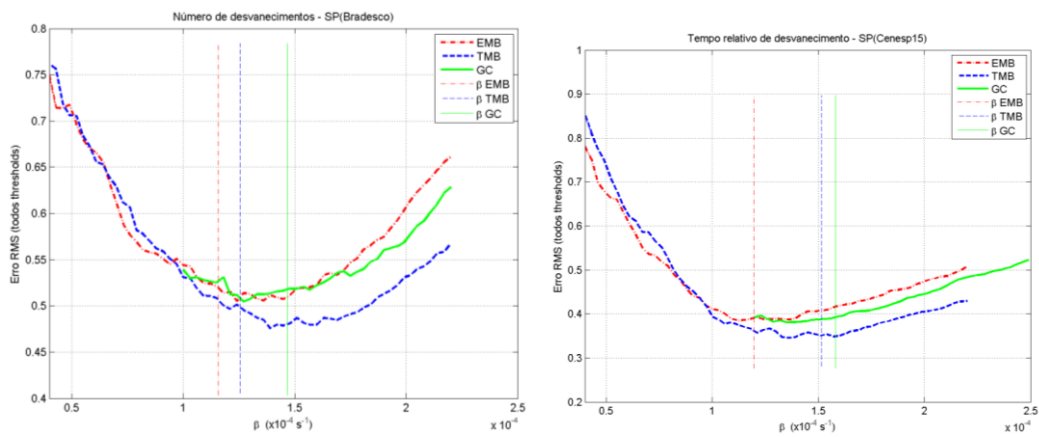 Número de desvanecimentos - SP(Bradesco)
Erro RMS (todos thresholds)
0.8
0.75
0.7
0.65
0.6
0.55
0.5
0.45
0.4
EMB
TMB
GC
β EMB
β TMB
β GC
0.5
1
1.5
2
2.5
β (x10⁻⁴ s⁻¹)
x 10⁻⁴
Tempo relativo de desvanecimento - SP(Cenesp15)
Erro RMS (todos thresholds)
1
0.9
0.8
0.7
0.6
0.5
0.4
0.3
0.2
EMB
TMB
GC
β EMB
β TMB
β GC
0.5
1
1.5
2
2.5
β (x10⁻⁴ s⁻¹)
x 10⁻⁴